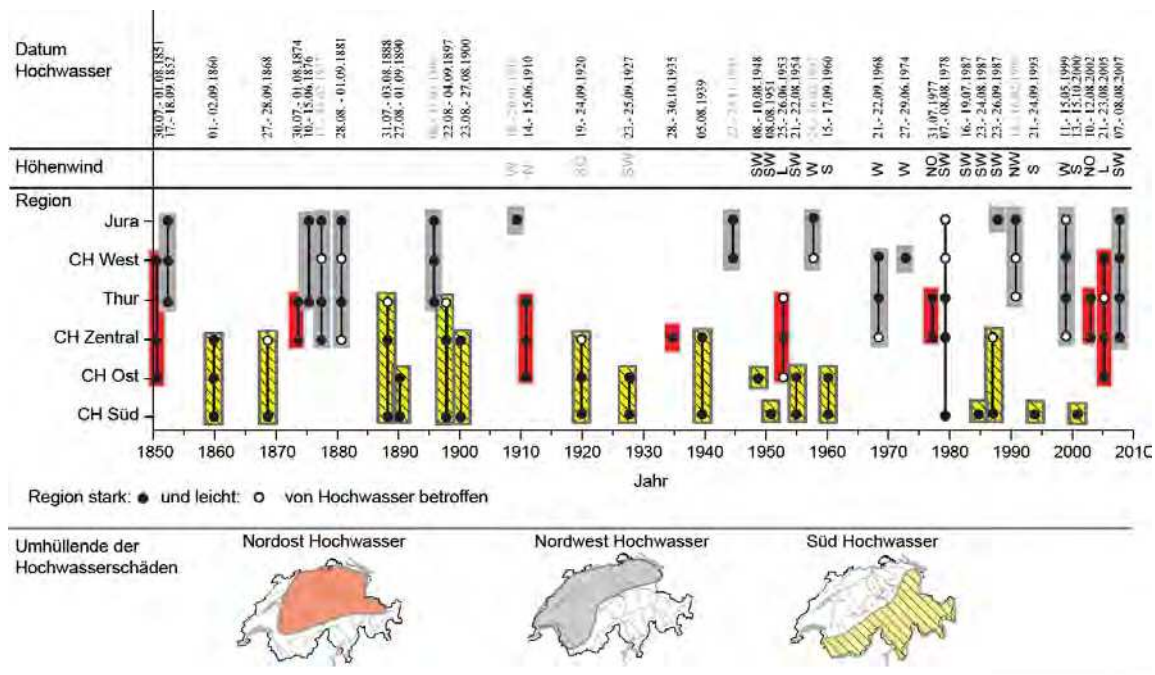 Datum
Hochwasser
30.07.- 01.08.1851
17.- 18.09.1852
01.- 02.09.1860
27.- 28.09.1868
30.07.- 01.08.1874
10.- 15.06.1876
28.08. - 01.09.1881
31.07.- 03.08.1888
27.08.- 01.09.1890
22.08.- 04.09.1897
23.08.- 27.08.1900
14.- 15.06.1910
19.- 24.09.1920
23.- 25.09.1927
28.- 30.10.1935
05.08.1939
08.- 10.08.1948
08.08.1951
25.- 26.06.1953
21.- 22.08.1954
15.- 17.09.1960
21.- 22.09.1968
27.- 29.06.1974
31.07.1977
07.- 08.08.1978
16.- 19.07.1987
23.- 24.08.1987
23.- 26.09.1987
21.- 24.09.1993
11.- 15.05.1999
13.- 15.10.2000
10.- 12.08.2002
21.- 23.08.2005
07.- 08.08.2007
Höhenwind
W
N
SO
SW
SW
SW
L
SW
W
S
W
W
NO
SW
SW
SW
SW
NW
S
W
S
NO
L
SW
Region
Jura
CH West
Thur
CH Zentral
CH Ost
CH Süd
1850 1860 1870 1880 1890 1900 1910 1920 1930 1940 1950 1960 1970 1980 1990 2000 2010
Jahr
Region stark: und leicht: von Hochwasser betroffen
Umhüllende der
Hochwasserschäden
Nordost Hochwasser
Nordwest Hochwasser
Süd Hochwasser